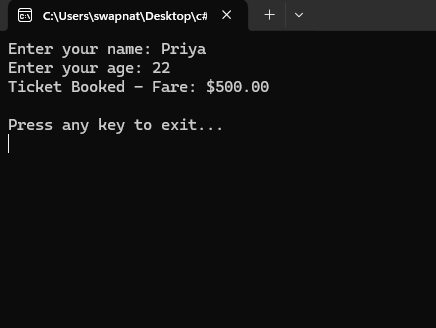 C:\Users\swapnat\Desktop\c#
Enter your name: Priya
Enter your age: 22
Ticket Booked - Fare: $500.00
Press any key to exit...